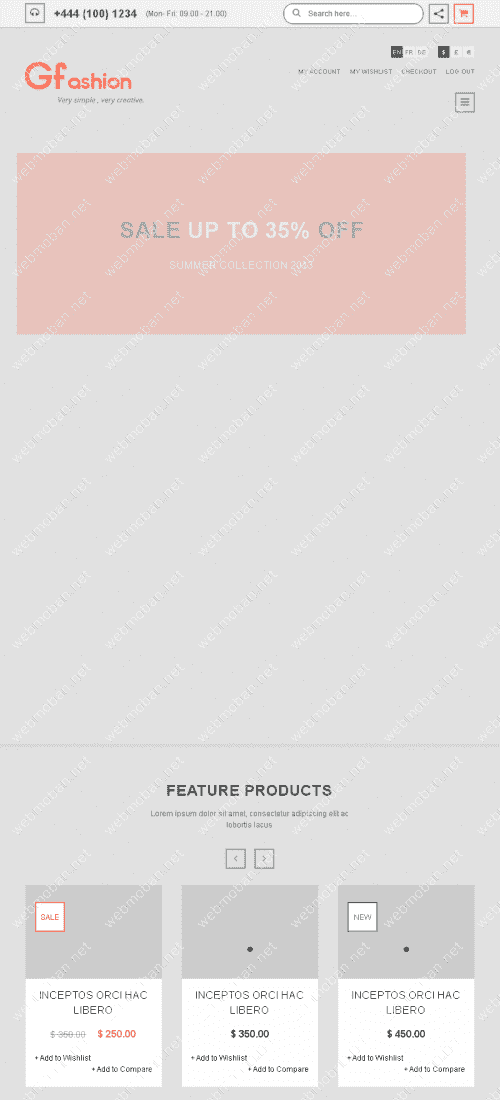 +444 (100) 1234 (Mon- Fri: 09.00 - 21.00) Search here...
EN FR DE $ £ €
MY ACCOUNT MY WISHLIST CHECKOUT LOG OUT
GFashion
Very simple, very creative.
SALE UP TO 35% OFF
SUMMER COLLECTION 2013
FEATURE PRODUCTS
Lorem ipsum dolor sit amet, consectatur adipiscing elit ac
lobortis lacus
SALE
NEW
INCEPTOS ORCI HAC
LIBERO
$ 350.00 $ 250.00
+ Add to Wishlist
+ Add to Compare
INCEPTOS ORCI HAC
LIBERO
$ 350.00
+ Add to Wishlist
+ Add to Compare
INCEPTOS ORCI HAC
LIBERO
$ 450.00
+ Add to Wishlist
+ Add to Compare
webmoban.net